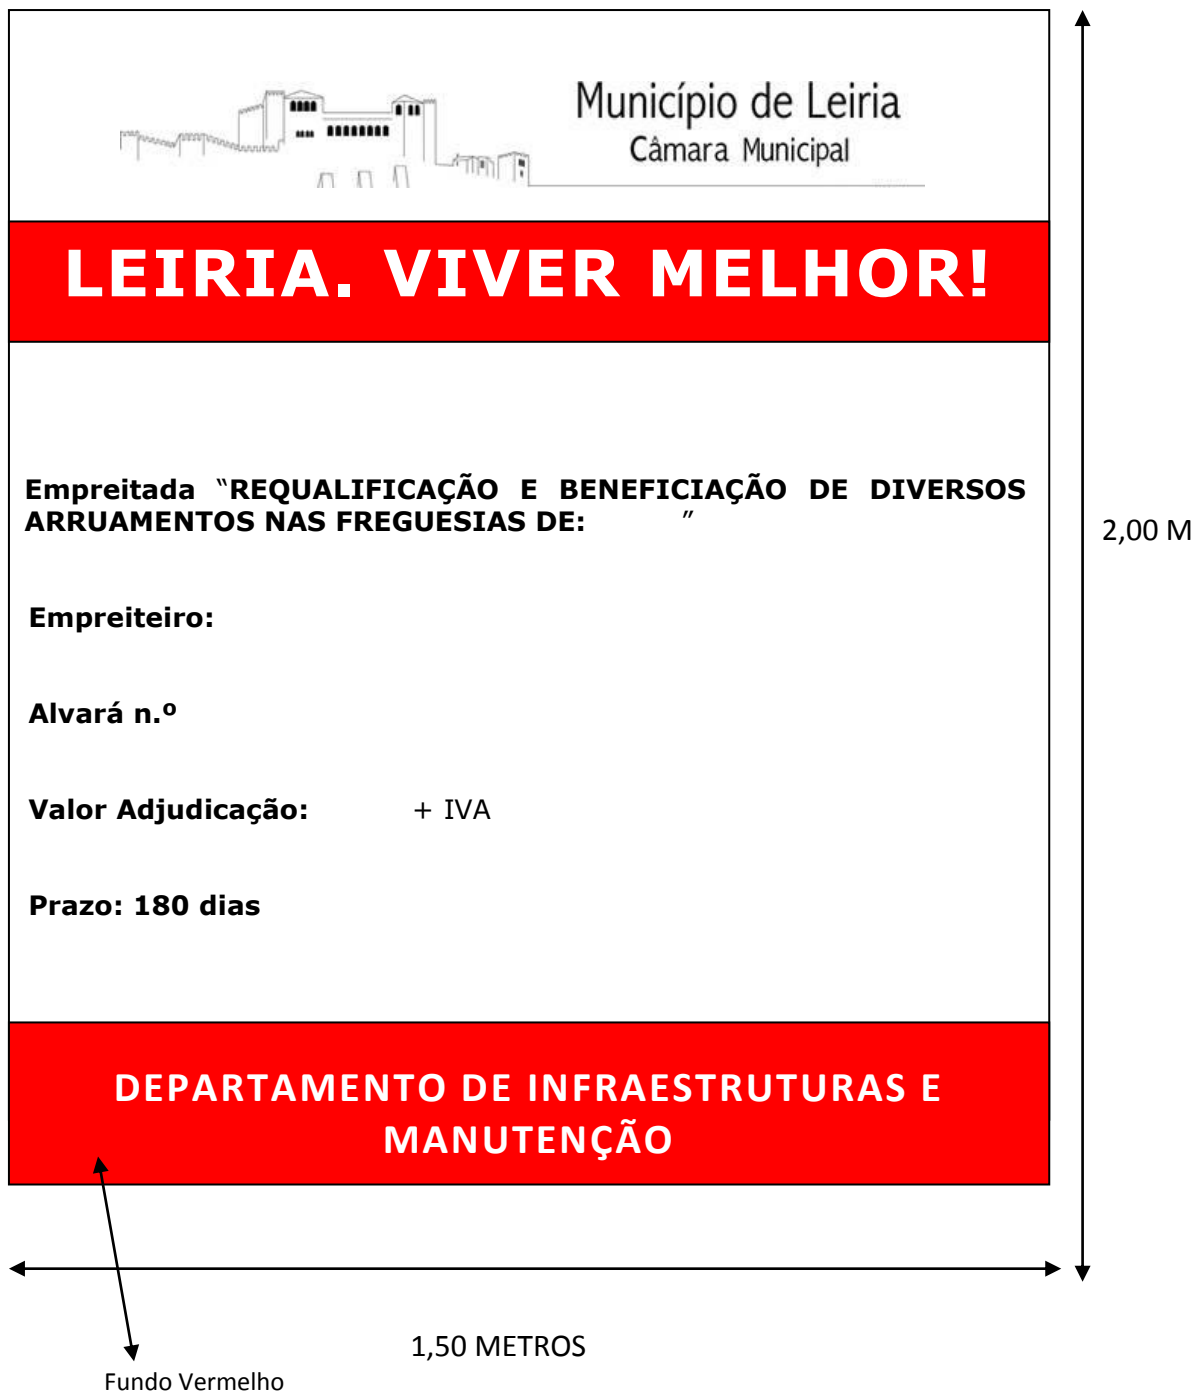 Município de Leiria
Câmara Municipal
LEIRIA. VIVER MELHOR!
Empreitada “REQUALIFICAÇÃO E BENEFICIAÇÃO DE DIVERSOS
ARRUAMENTOS NAS FREGUESIAS DE: ”
2,00 M
Empreiteiro:
Alvará n.º
Valor Adjudicação: + IVA
Prazo: 180 dias
DEPARTAMENTO DE INFRAESTRUTURAS E
MANUTENÇÃO
1,50 METROS
Fundo Vermelho